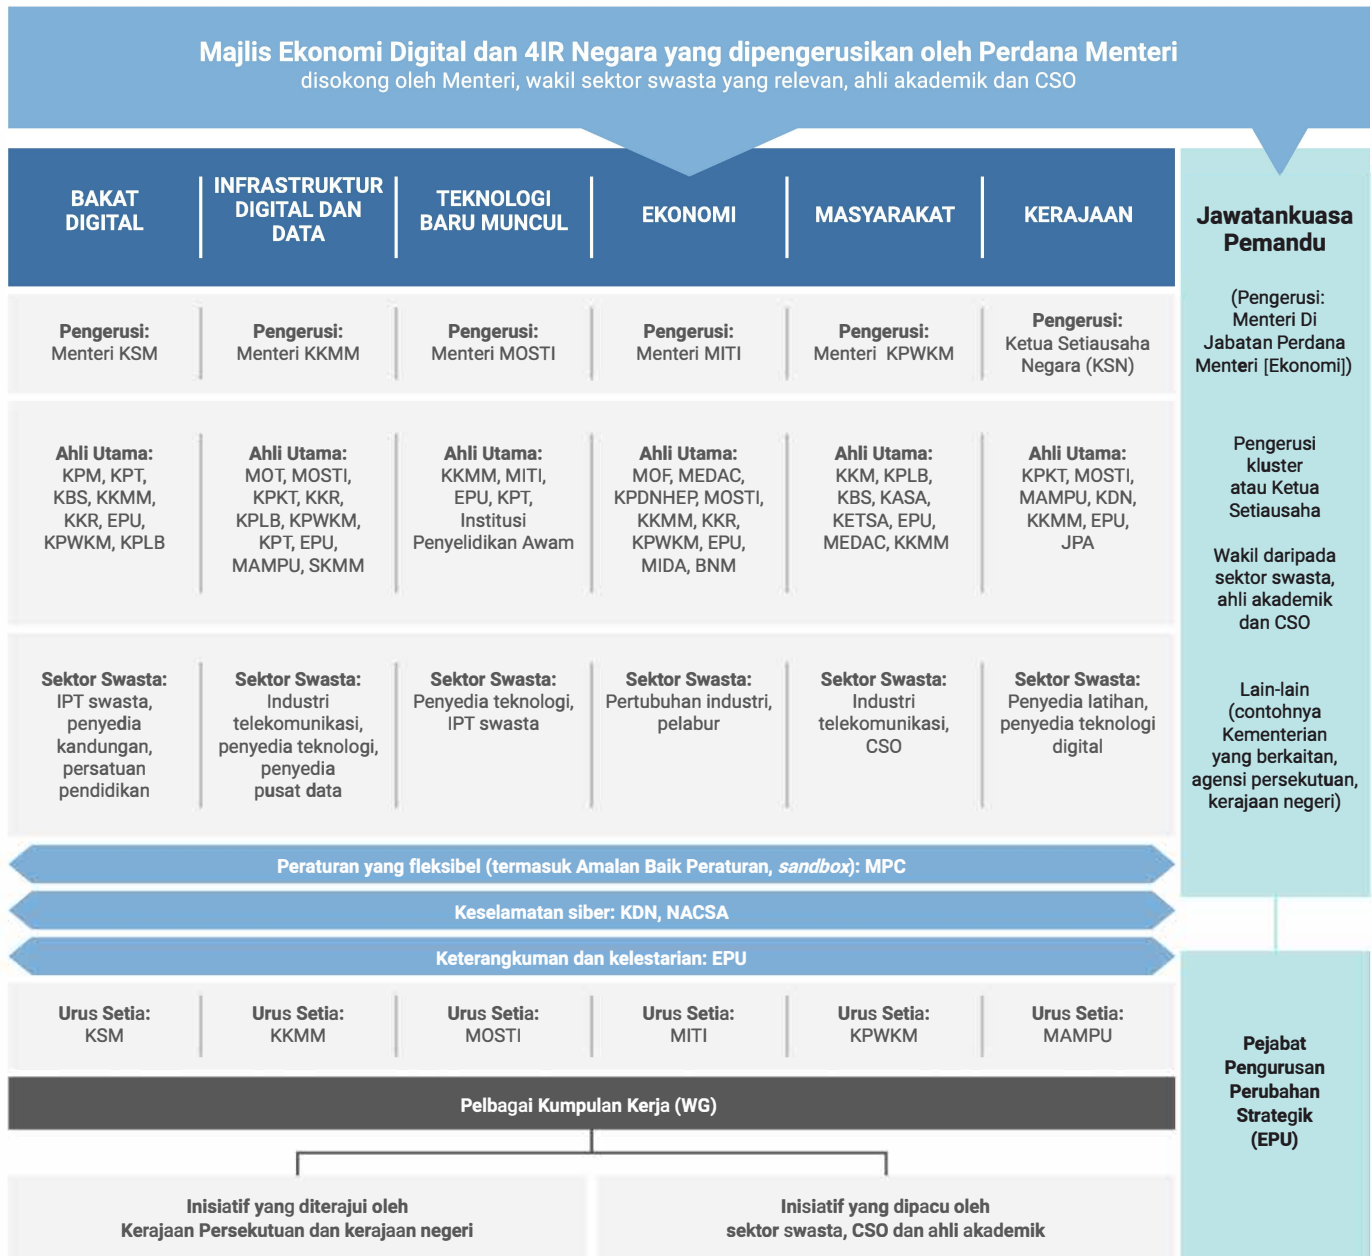 Majlis Ekonomi Digital dan 4IR Negara yang dipengerusikan oleh Perdana Menteri
disokong oleh Menteri, wakil sektor swasta yang relevan, ahli akademik dan CSO
BAKAT
DIGITAL
INFRASTRUKTUR
DIGITAL DAN
DATA
TEKNOLOGI
BARU MUNCUL
EKONOMI
MASYARAKAT
KERAJAAN
Pengerusi:
Menteri KSM
Pengerusi:
Menteri KKMM
Pengerusi:
Menteri MOSTI
Pengerusi:
Menteri MITI
Pengerusi:
Menteri KPWKM
Pengerusi:
Ketua Setiausaha
Negara (KSN)
Ahli Utama:
KPM, KPT,
KBS, KKMM,
KKR, EPU,
KPWKM, KPLB
Ahli Utama:
MOT, MOSTI,
KPKT, KKR,
KPLB, KPWKM,
KPT, EPU,
MAMPU, SKMM
Ahli Utama:
KKMM, MITI,
EPU, KPT,
Institusi
Penyelidikan Awam
Ahli Utama:
MOF, MEDAC,
KPDNHEP, MOSTI,
KKMM, KKR,
KPWKM, EPU,
MIDA, BNM
Ahli Utama:
KKM, KPLB,
KBS, KASA,
KETSA, EPU,
MEDAC, KKMM
Ahli Utama:
KPKT, MOSTI,
MAMPU, KDN,
KKMM, EPU,
JPA
Sektor Swasta:
IPT swasta,
penyedia
kandungan,
persatuan
pendidikan
Sektor Swasta:
Industri
telekomunikasi,
penyedia teknologi,
penyedia
pusat data
Sektor Swasta:
Penyedia teknologi,
IPT swasta
Sektor Swasta:
Pertubuhan industri,
pelabur
Sektor Swasta:
Industri
telekomunikasi,
CSO
Sektor Swasta:
Penyedia latihan,
penyedia teknologi
digital
Peraturan yang fleksibel (termasuk Amalan Baik Peraturan, sandbox): MPC
Keselamatan siber: KDN, NACSA
Keterangkuman dan kelestarian: EPU
Urus Setia:
KSM
Urus Setia:
KKMM
Urus Setia:
MOSTI
Urus Setia:
MITI
Urus Setia:
KPWKM
Urus Setia:
MAMPU
Pelbagai Kumpulan Kerja (WG)
Inisiatif yang diterajui oleh
Kerajaan Persekutuan dan kerajaan negeri
Inisiatif yang dipacu oleh
sektor swasta, CSO dan ahli akademik
Jawatankuasa
Pemandu
(Pengerusi:
Menteri Di
Jabatan Perdana
Menteri [Ekonomi])
Pengerusi
kluster
atau Ketua
Setiausaha
Wakil daripada
sektor swasta,
ahli akademik
dan CSO
Lain-lain
(contohnya
Kementerian
yang berkaitan,
agensi persekutuan,
kerajaan negeri)
Pejabat
Pengurusan
Perubahan
Strategik
(EPU)